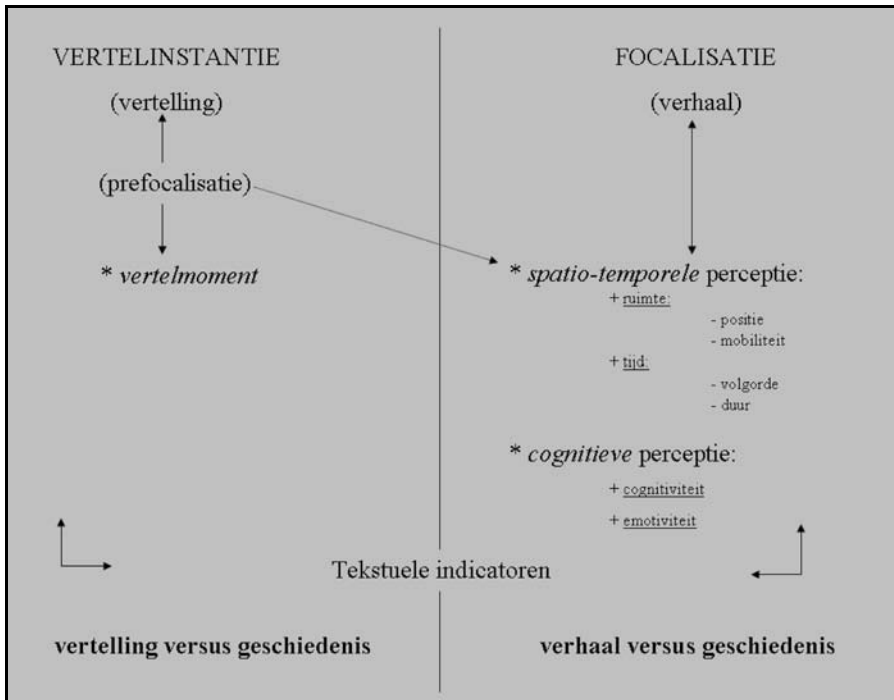 VERTELINSTANTIE
(vertelling)
(prefocalisatie)
* vertelmoment
FOCALISATIE
(verhaal)
* spatio-temporele perceptie:
+ ruimte:
- positie
- mobiliteit
+ tijd:
- volgorde
- duur
* cognitieve perceptie:
+ cognitiviteit
+ emotiviteit
Tekstuele indicatoren
vertelling versus geschiedenis
verhaal versus geschiedenis